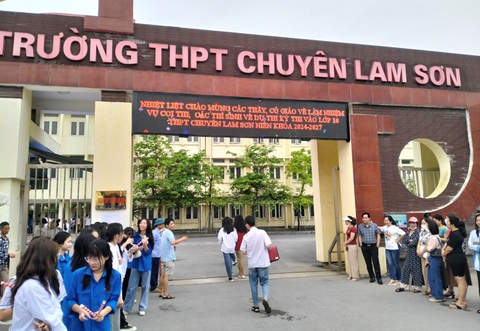 TRƯỜNG THPT CHUYÊN LAM SƠN
NHIỆT LIỆT CHÀO MỪNG CÁC THẦY, CÔ GIÁO VỀ LÀM NHIỆM
VỤ COI THI; CÁC THÍ SINH VỀ DỰ THI KỲ THI VÀO LỚP 10
THPT CHUYÊN LAM SƠN NIÊN KHÓA 2024-2027